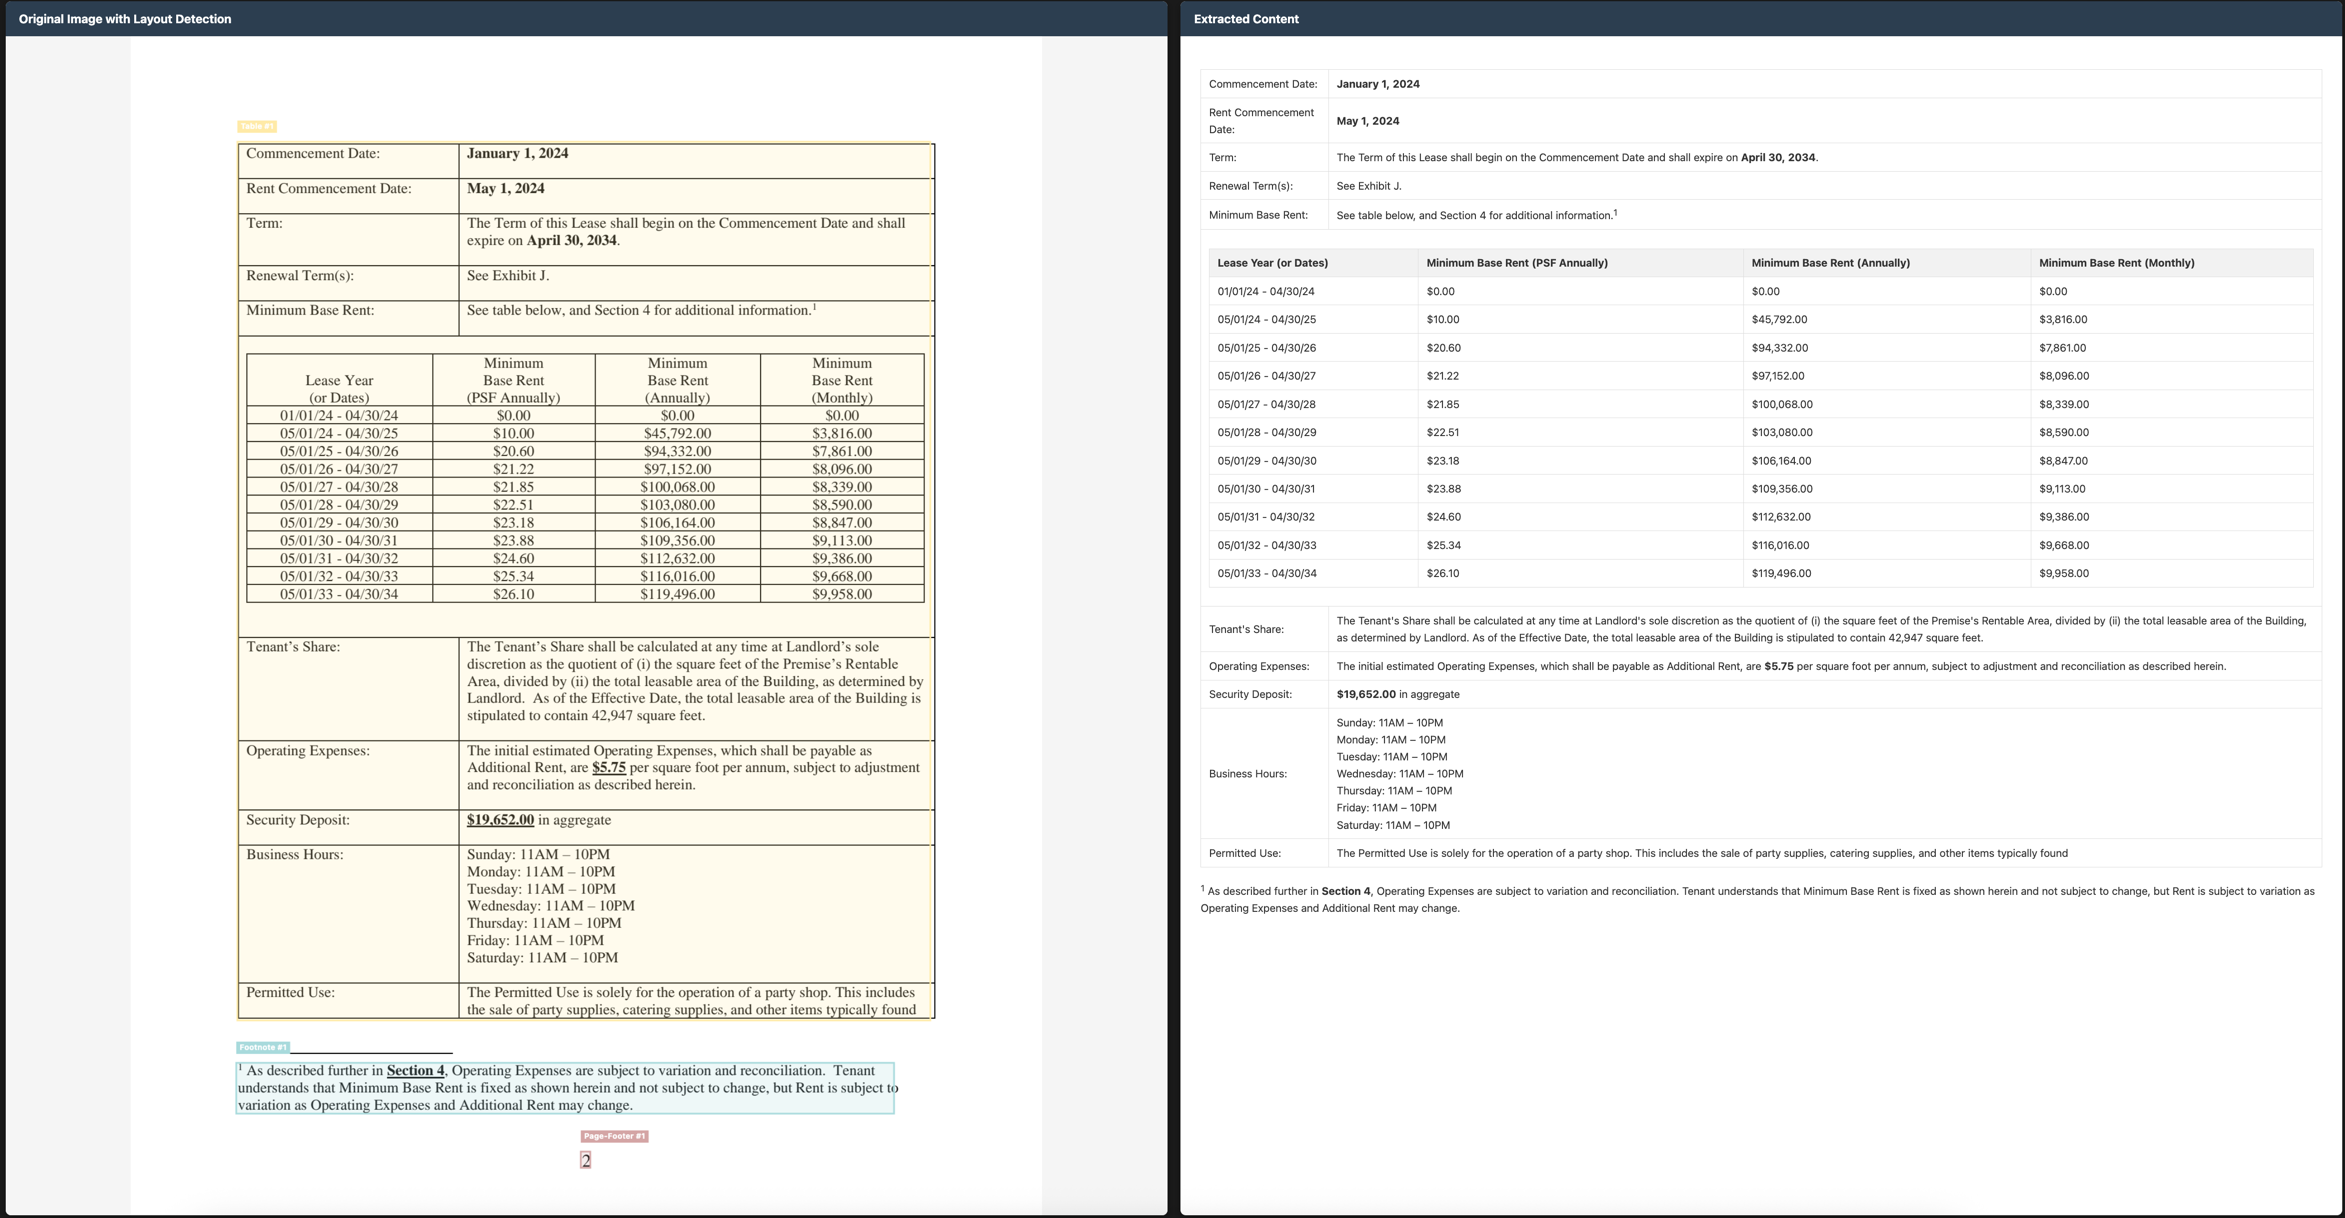 Original Image with Layout Detection
Table #1
Commencement Date: January 1, 2024
Rent Commencement Date: May 1, 2024
Term: The Term of this Lease shall begin on the Commencement Date and shall
expire on April 30, 2034.
Renewal Term(s): See Exhibit J.
Minimum Base Rent: See table below, and Section 4 for additional information.1
Lease Year
(or Dates)
Minimum
Base Rent
(PSF Annually)
Minimum
Base Rent
(Annually)
Minimum
Base Rent
(Monthly)
01/01/24 - 04/30/24 $0.00 $0.00 $0.00
05/01/24 - 04/30/25 $10.00 $45,792.00 $3,816.00
05/01/25 - 04/30/26 $20.60 $94,332.00 $7,861.00
05/01/26 - 04/30/27 $21.22 $97,152.00 $8,096.00
05/01/27 - 04/30/28 $21.85 $100,068.00 $8,339.00
05/01/28 - 04/30/29 $22.51 $103,080.00 $8,590.00
05/01/29 - 04/30/30 $23.18 $106,164.00 $8,847.00
05/01/30 - 04/30/31 $23.88 $109,356.00 $9,113.00
05/01/31 - 04/30/32 $24.60 $112,632.00 $9,386.00
05/01/32 - 04/30/33 $25.34 $116,016.00 $9,668.00
05/01/33 - 04/30/34 $26.10 $119,496.00 $9,958.00
Tenant’s Share: The Tenant’s Share shall be calculated at any time at Landlord’s sole
discretion as the quotient of (i) the square feet of the Premise’s Rentable
Area, divided by (ii) the total leasable area of the Building, as determined by
Landlord.  As of the Effective Date, the total leasable area of the Building is
stipulated to contain 42,947 square feet.
Operating Expenses: The initial estimated Operating Expenses, which shall be payable as
Additional Rent, are $5.75 per square foot per annum, subject to adjustment
and reconciliation as described herein.
Security Deposit: $19,652.00 in aggregate
Business Hours: Sunday: 11AM – 10PM
Monday: 11AM – 10PM
Tuesday: 11AM – 10PM
Wednesday: 11AM – 10PM
Thursday: 11AM – 10PM
Friday: 11AM – 10PM
Saturday: 11AM – 10PM
Permitted Use: The Permitted Use is solely for the operation of a party shop. This includes
the sale of party supplies, catering supplies, and other items typically found
Footnote #1
1 As described further in Section 4, Operating Expenses are subject to variation and reconciliation.  Tenant
understands that Minimum Base Rent is fixed as shown herein and not subject to change, but Rent is subject to
variation as Operating Expenses and Additional Rent may change.
Page-Footer #1
2
Extracted Content
Commencement Date: January 1, 2024
Rent Commencement
Date: May 1, 2024
Term: The Term of this Lease shall begin on the Commencement Date and shall expire on April 30, 2034.
Renewal Term(s): See Exhibit J.
Minimum Base Rent: See table below, and Section 4 for additional information.1
Lease Year (or Dates) Minimum Base Rent (PSF Annually) Minimum Base Rent (Annually) Minimum Base Rent (Monthly)
01/01/24 - 04/30/24 $0.00 $0.00 $0.00
05/01/24 - 04/30/25 $10.00 $45,792.00 $3,816.00
05/01/25 - 04/30/26 $20.60 $94,332.00 $7,861.00
05/01/26 - 04/30/27 $21.22 $97,152.00 $8,096.00
05/01/27 - 04/30/28 $21.85 $100,068.00 $8,339.00
05/01/28 - 04/30/29 $22.51 $103,080.00 $8,590.00
05/01/29 - 04/30/30 $23.18 $106,164.00 $8,847.00
05/01/30 - 04/30/31 $23.88 $109,356.00 $9,113.00
05/01/31 - 04/30/32 $24.60 $112,632.00 $9,386.00
05/01/32 - 04/30/33 $25.34 $116,016.00 $9,668.00
05/01/33 - 04/30/34 $26.10 $119,496.00 $9,958.00
Tenant's Share: The Tenant's Share shall be calculated at any time at Landlord's sole discretion as the quotient of (i) the square feet of the Premise's Rentable Area, divided by (ii) the total leasable area of the Building,
as determined by Landlord. As of the Effective Date, the total leasable area of the Building is stipulated to contain 42,947 square feet.
Operating Expenses: The initial estimated Operating Expenses, which shall be payable as Additional Rent, are $5.75 per square foot per annum, subject to adjustment and reconciliation as described herein.
Security Deposit: $19,652.00 in aggregate
Business Hours: Sunday: 11AM – 10PM
Monday: 11AM – 10PM
Tuesday: 11AM – 10PM
Wednesday: 11AM – 10PM
Thursday: 11AM – 10PM
Friday: 11AM – 10PM
Saturday: 11AM – 10PM
Permitted Use: The Permitted Use is solely for the operation of a party shop. This includes the sale of party supplies, catering supplies, and other items typically found
1 As described further in Section 4, Operating Expenses are subject to variation and reconciliation. Tenant understands that Minimum Base Rent is fixed as shown herein and not subject to change, but Rent is subject to variation as
Operating Expenses and Additional Rent may change.